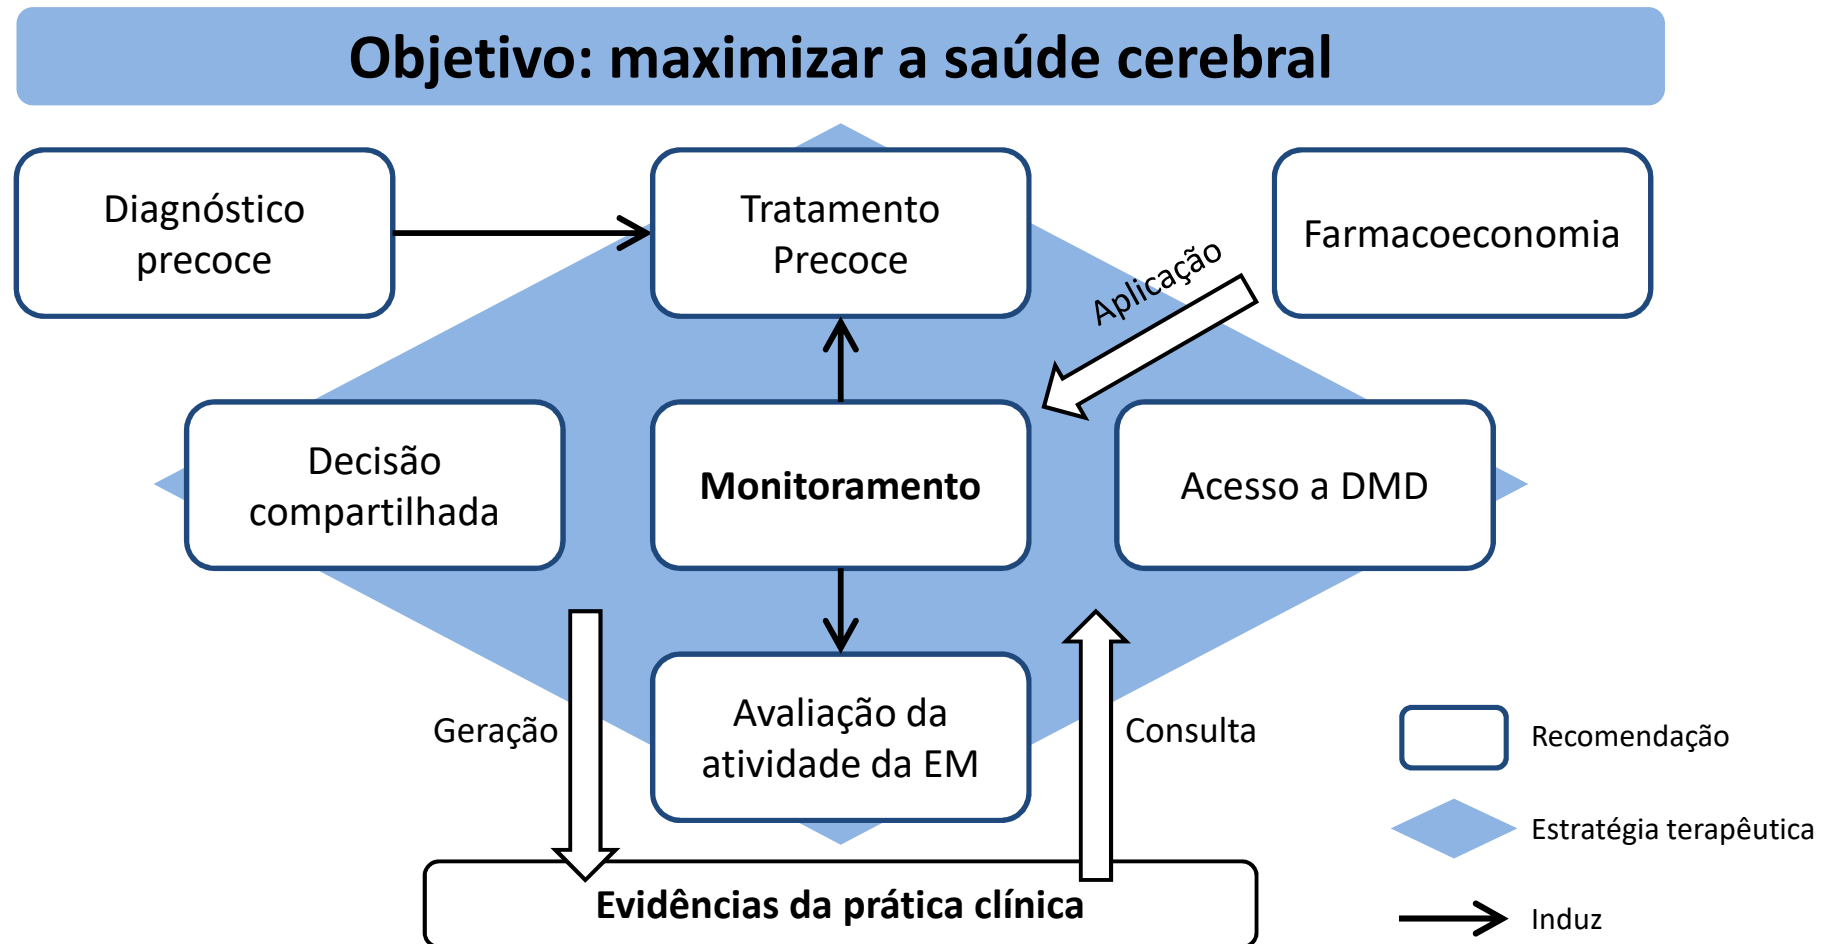 Objetivo: maximizar a saúde cerebral
Diagnóstico
precoce
Tratamento
Precoce
Farmacoeconomia
Aplicação
Decisão
compartilhada
Monitoramento
Acesso a DMD
Geração
Avaliação da
atividade da EM
Consulta
Evidências da prática clínica
Recomendação
Estratégia terapêutica
Induz